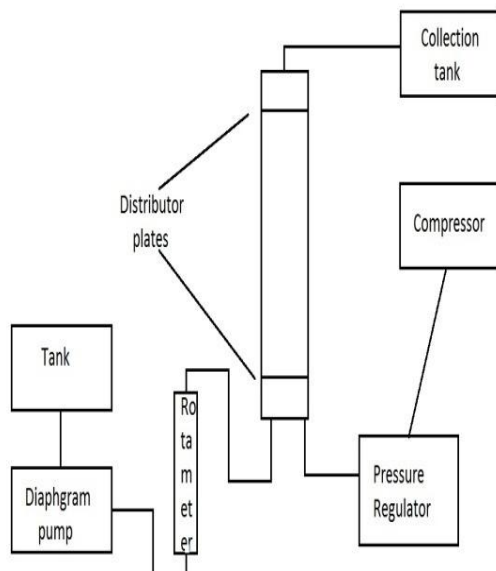 Collection
tank
Distributor
plates
Compressor
Tank
Ro
ta
m
et
er
Pressure
Regulator
Diaphgram
pump